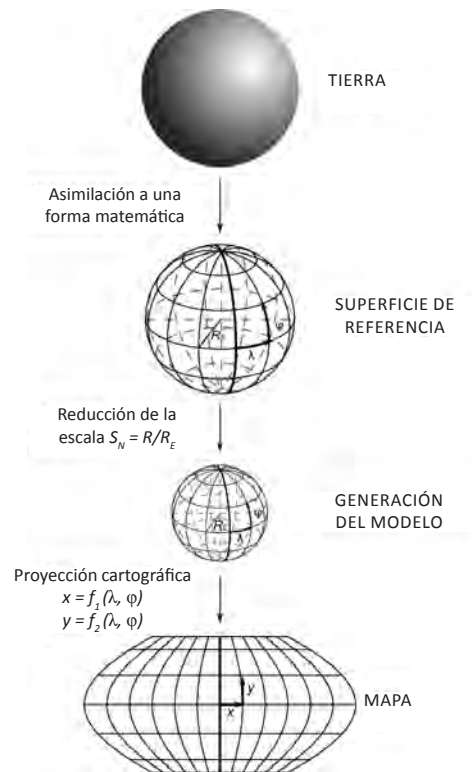 TIERRA
Asimilación a una
forma matemática
SUPERFICIE DE
REFERENCIA
φ
λ
Reducción de la
escala S_N = R/R_E
GENERACIÓN
DEL MODELO
φ
R
λ
Proyección cartográfica
x = f_1(λ, φ)
y = f_2(λ, φ)
MAPA
y
x